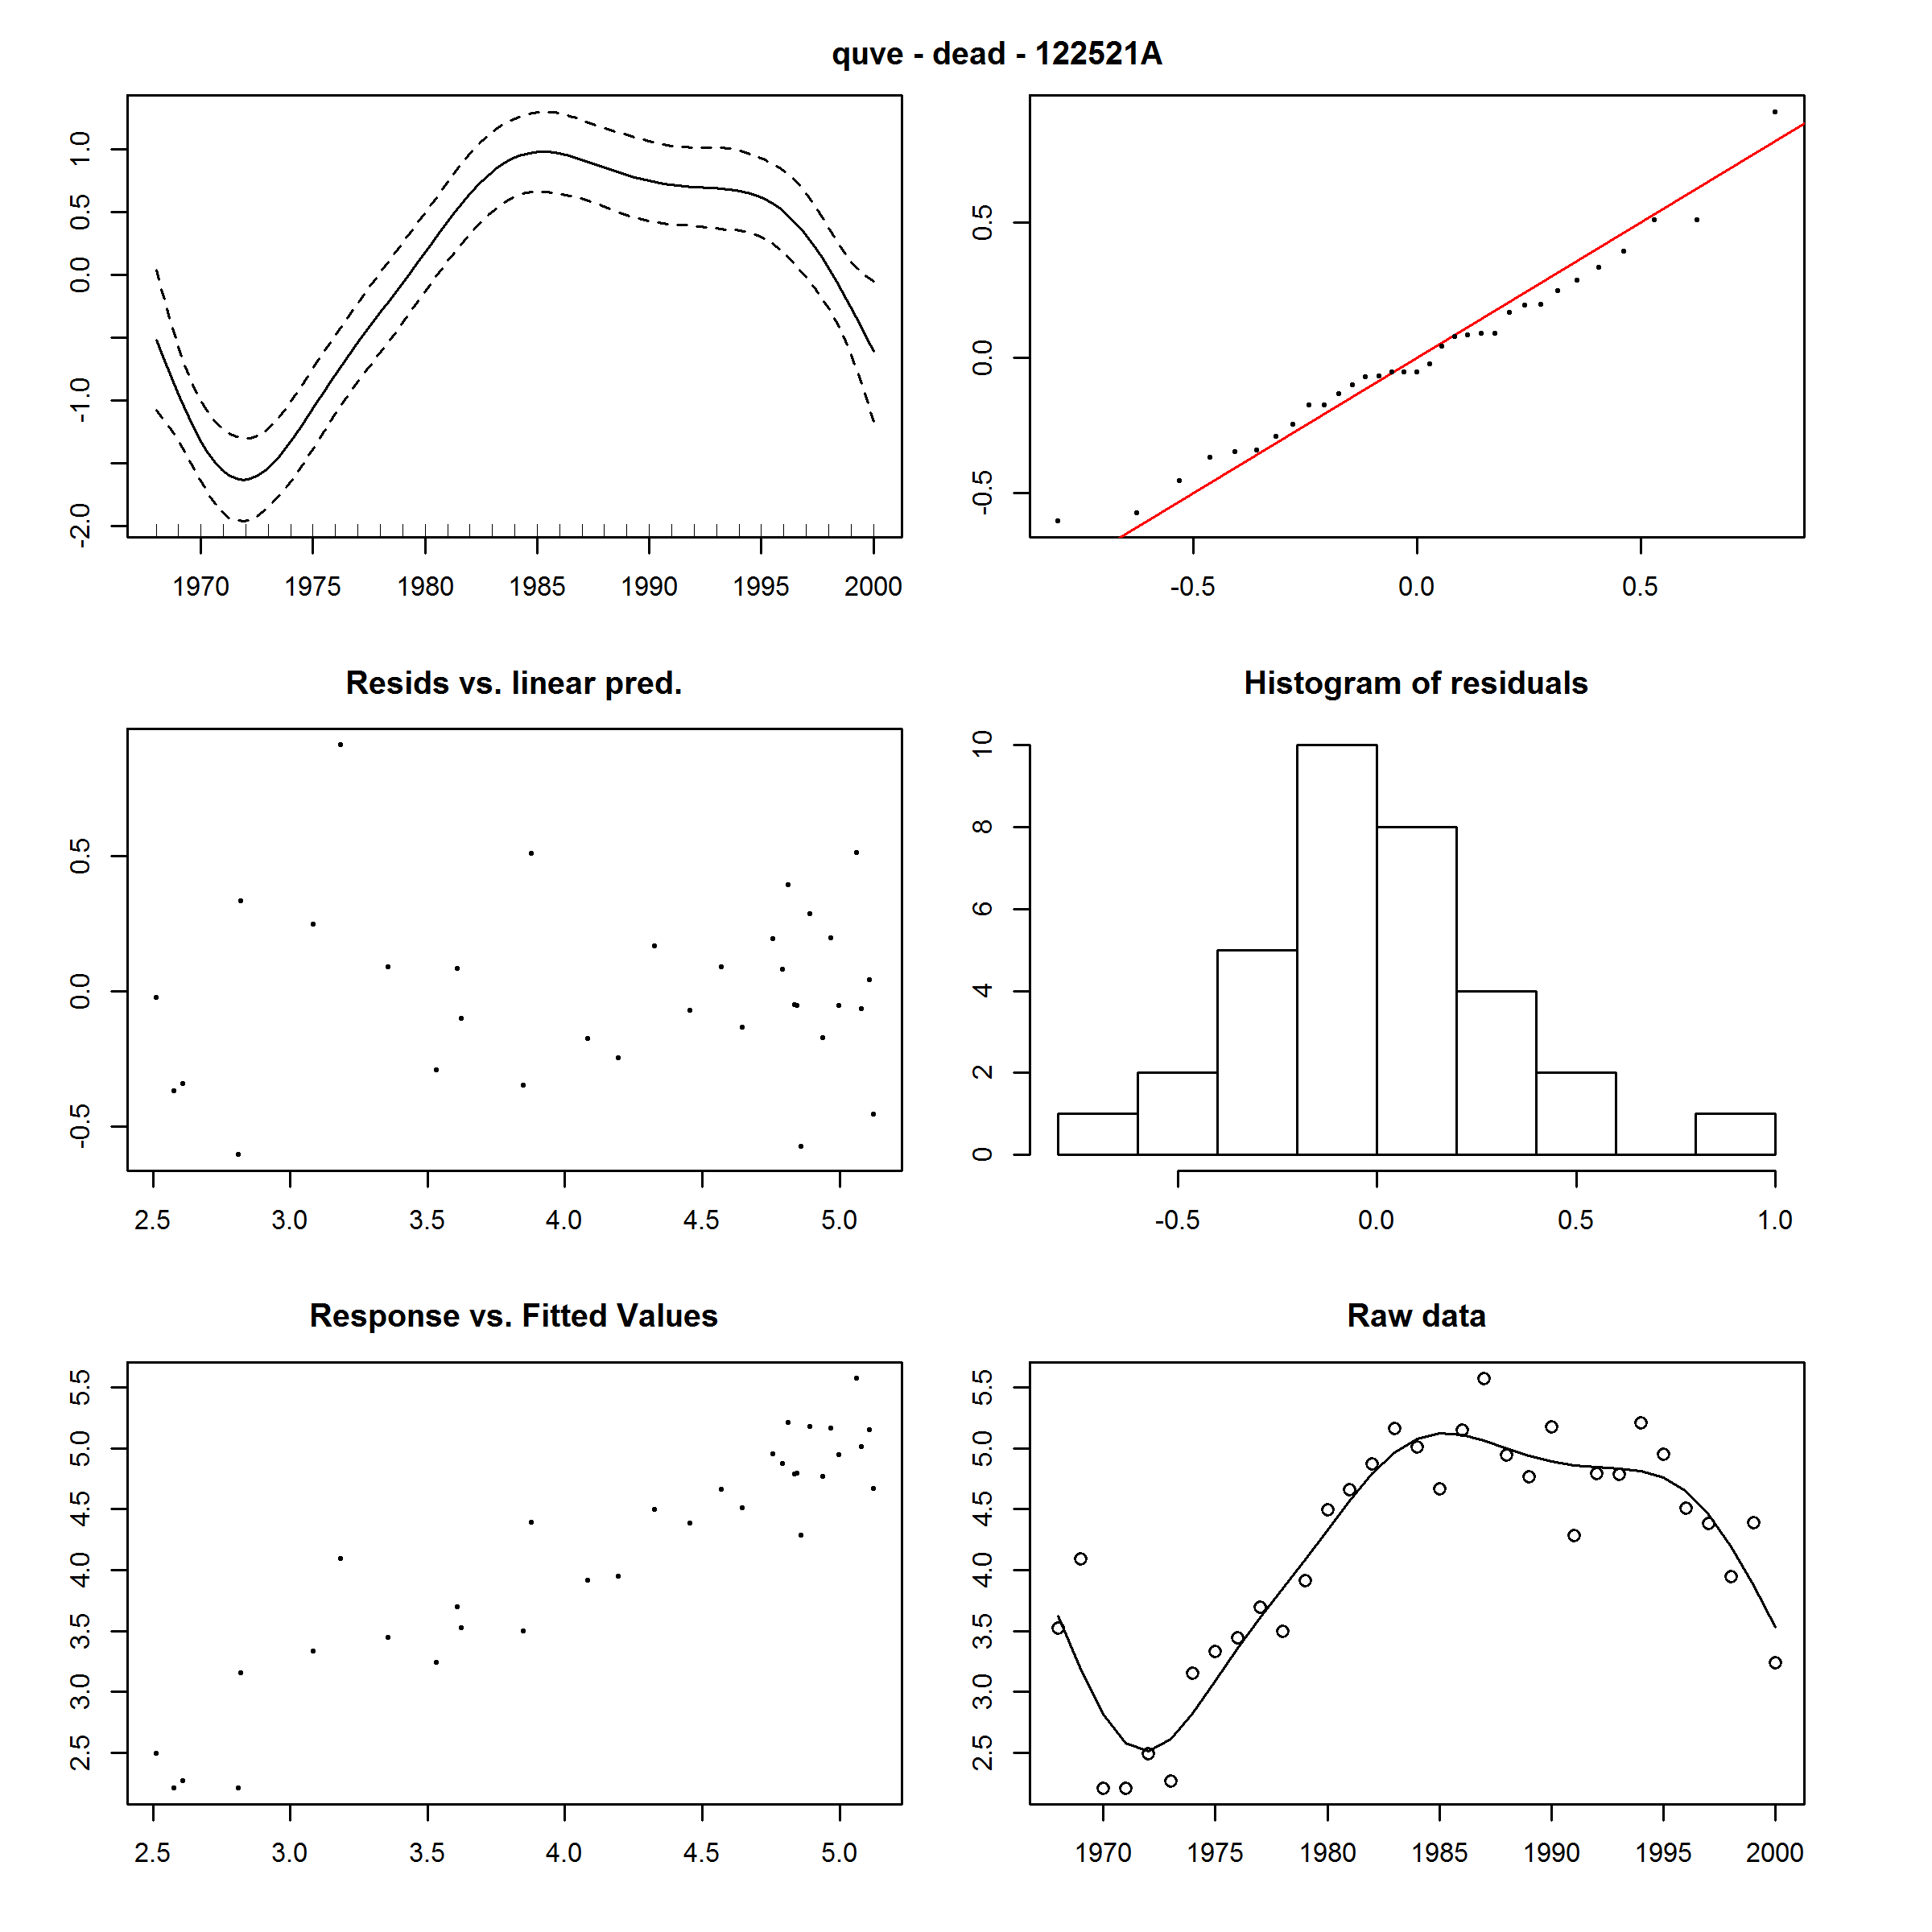 quve - dead - 122521A
1.0
0.5
0.0
-1.0
-2.0
1970 1975 1980 1985 1990 1995 2000
0.5
0.0
-0.5
-0.5 0.0 0.5
Resids vs. linear pred.
0.5
0.0
-0.5
2.5 3.0 3.5 4.0 4.5 5.0
Histogram of residuals
10
8
6
4
2
0
-0.5 0.0 0.5 1.0
Response vs. Fitted Values
5.5
5.0
4.5
4.0
3.5
3.0
2.5
2.5 3.0 3.5 4.0 4.5 5.0
Raw data
5.5
5.0
4.5
4.0
3.5
3.0
2.5
1970 1975 1980 1985 1990 1995 2000